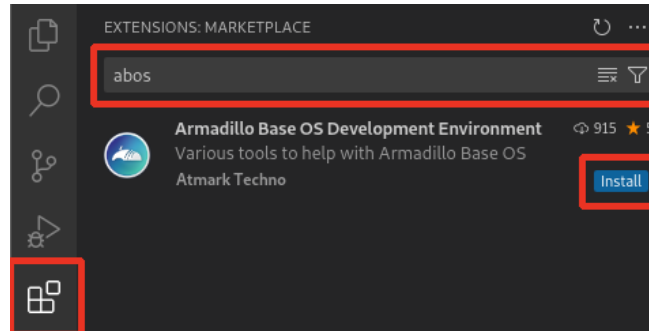 EXTENSIONS: MARKETPLACE
abos
Armadillo Base OS Development Environment 915 ★ 5
Various tools to help with Armadillo Base OS
Atmark Techno Install